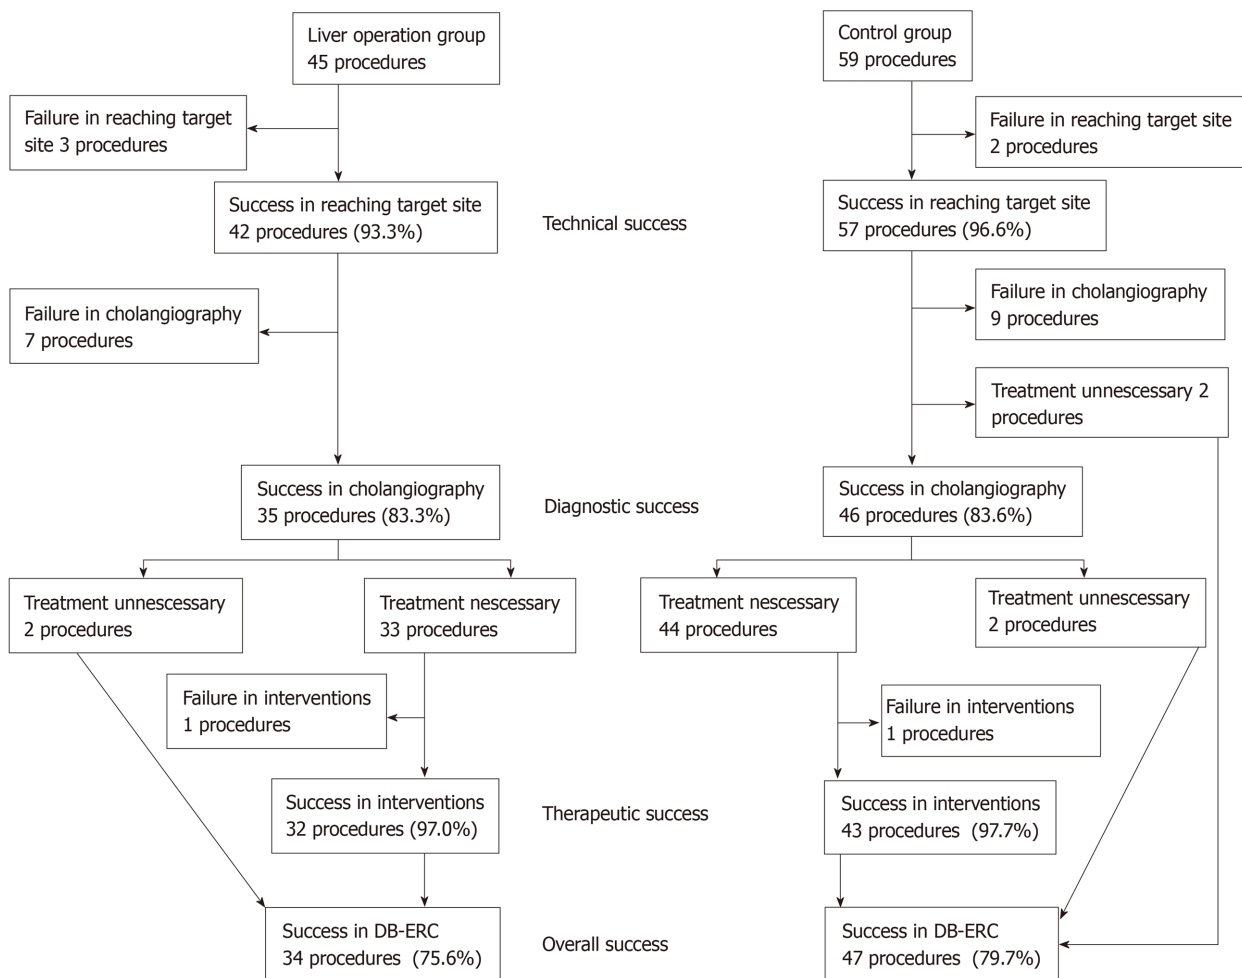 Liver operation group
45 procedures
Control group
59 procedures
Failure in reaching target
site 3 procedures
Failure in reaching target site
2 procedures
Success in reaching target site
42 procedures (93.3%)
Technical success
Success in reaching target site
57 procedures (96.6%)
Failure in cholangiography
7 procedures
Failure in cholangiography
9 procedures
Treatment unnescessary 2
procedures
Success in cholangiography
35 procedures (83.3%)
Diagnostic success
Success in cholangiography
46 procedures (83.6%)
Treatment unnescessary
2 procedures
Treatment nescessary
33 procedures
Treatment nescessary
44 procedures
Treatment unnescessary
2 procedures
Failure in interventions
1 procedures
Failure in interventions
1 procedures
Success in interventions
32 procedures (97.0%)
Therapeutic success
Success in interventions
43 procedures (97.7%)
Success in DB-ERC
34 procedures (75.6%)
Overall success
Success in DB-ERC
47 procedures (79.7%)